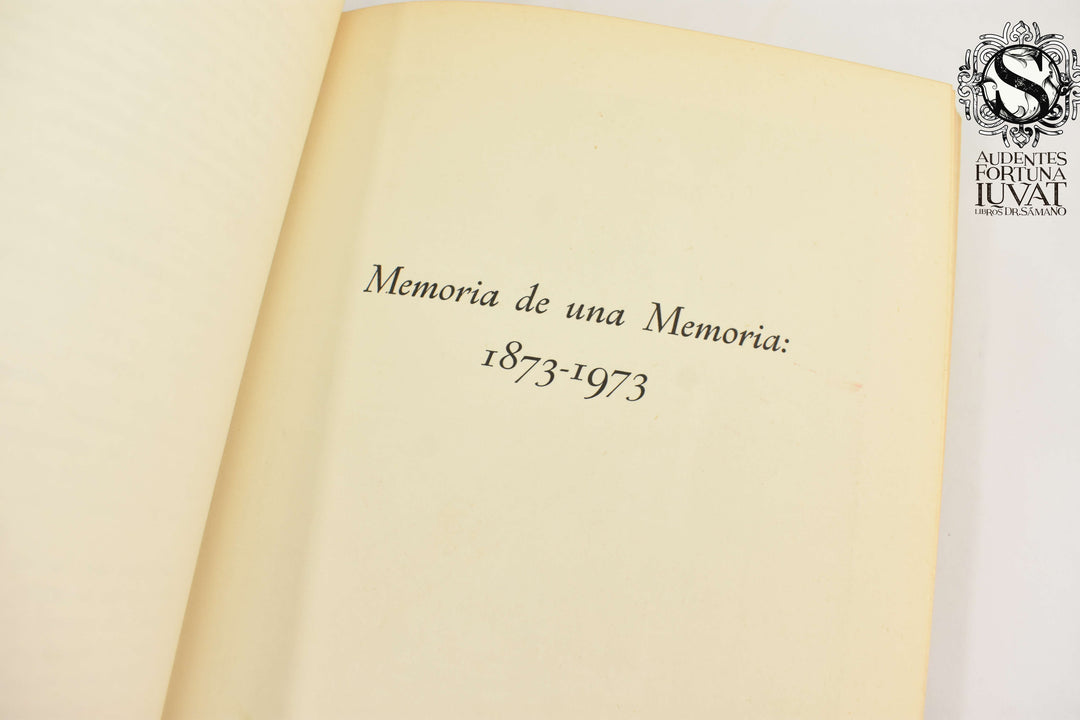 Memoria de una Memoria:
1873-1973
S
AUDENTES
FORTUNA
IUVAT
LIBROS DR. SÁMANO